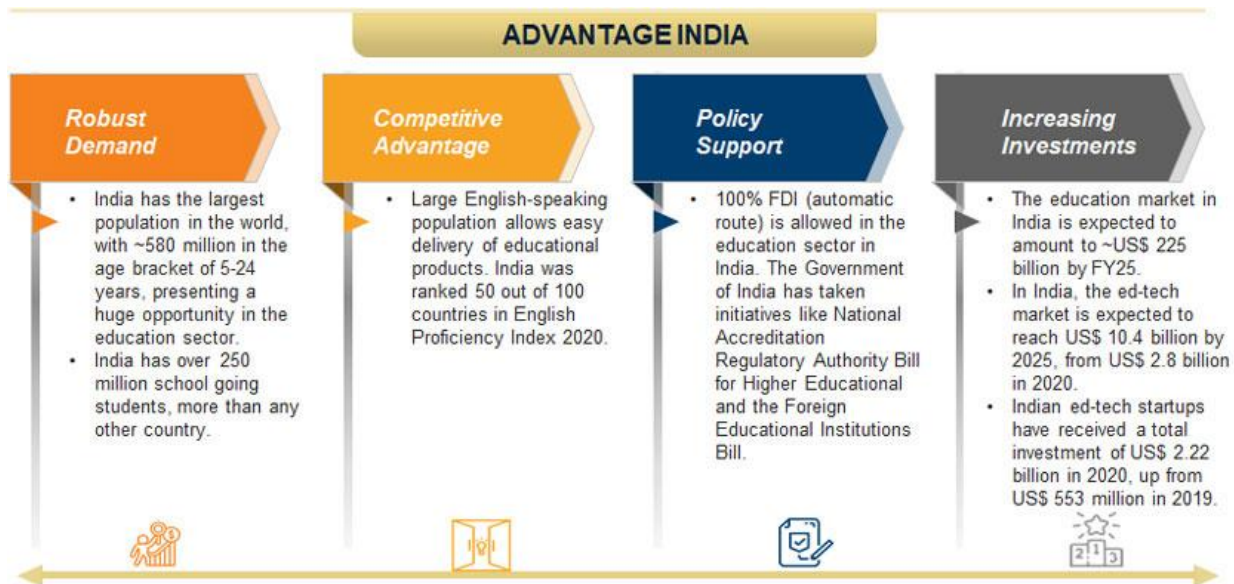 ADVANTAGE INDIA
Robust
Demand
• India has the largest
population in the world,
with ~580 million in the
age bracket of 5-24
years, presenting a
huge opportunity in the
education sector.
• India has over 250
million school going
students, more than any
other country.
Competitive
Advantage
• Large English-speaking
population allows easy
delivery of educational
products. India was
ranked 50 out of 100
countries in English
Proficiency Index 2020.
Policy
Support
• 100% FDI (automatic
route) is allowed in the
education sector in
India. The Government
of India has taken
initiatives like National
Accreditation
Regulatory Authority Bill
for Higher Educational
and the Foreign
Educational Institutions
Bill.
Increasing
Investments
• The education market in
India is expected to
amount to ~US$ 225
billion by FY25.
• In India, the ed-tech
market is expected to
reach US$ 10.4 billion by
2025, from US$ 2.8 billion
in 2020.
• Indian ed-tech startups
have received a total
investment of US$ 2.22
billion in 2020, up from
US$ 553 million in 2019.
$
2 1 3